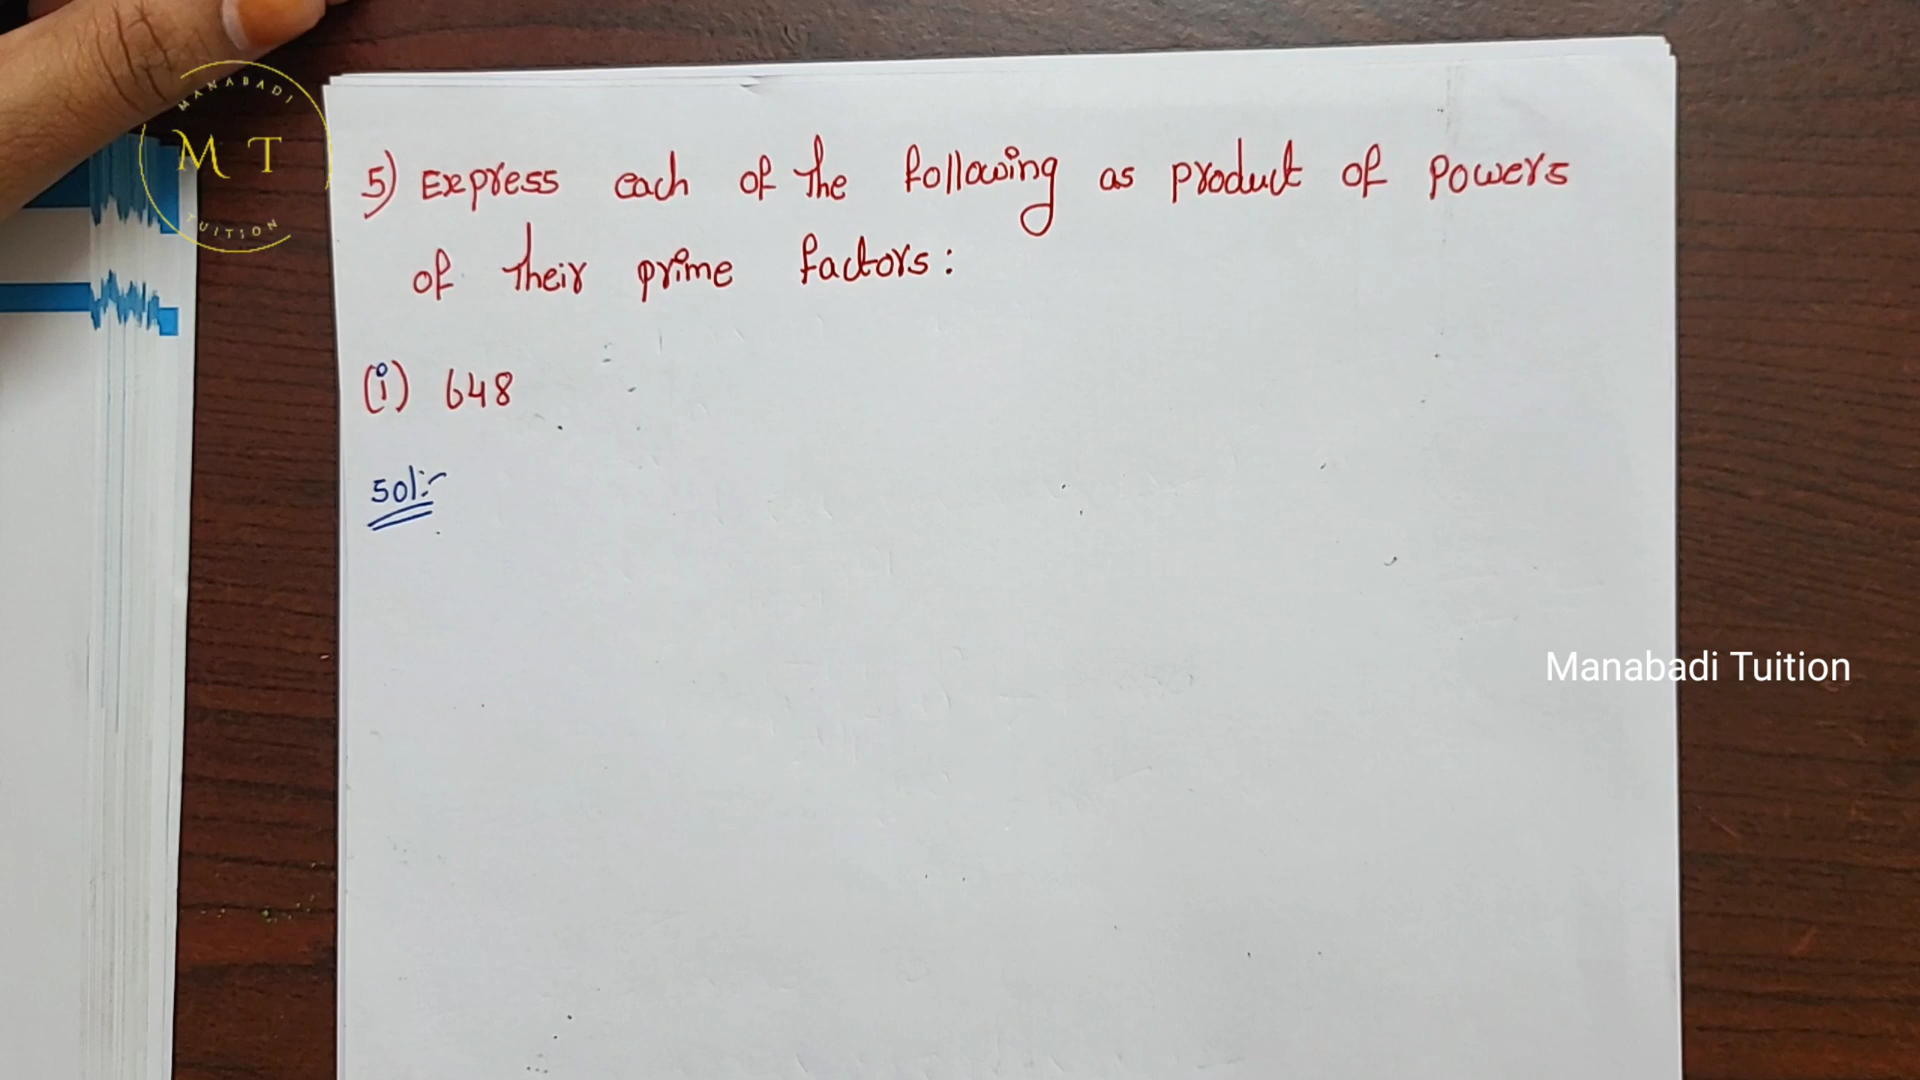 MANABADI
M T
TUITION
5) Express each of the following as product of powers
of their prime factors:
(i) 648
Sol:-
Manabadi Tuition